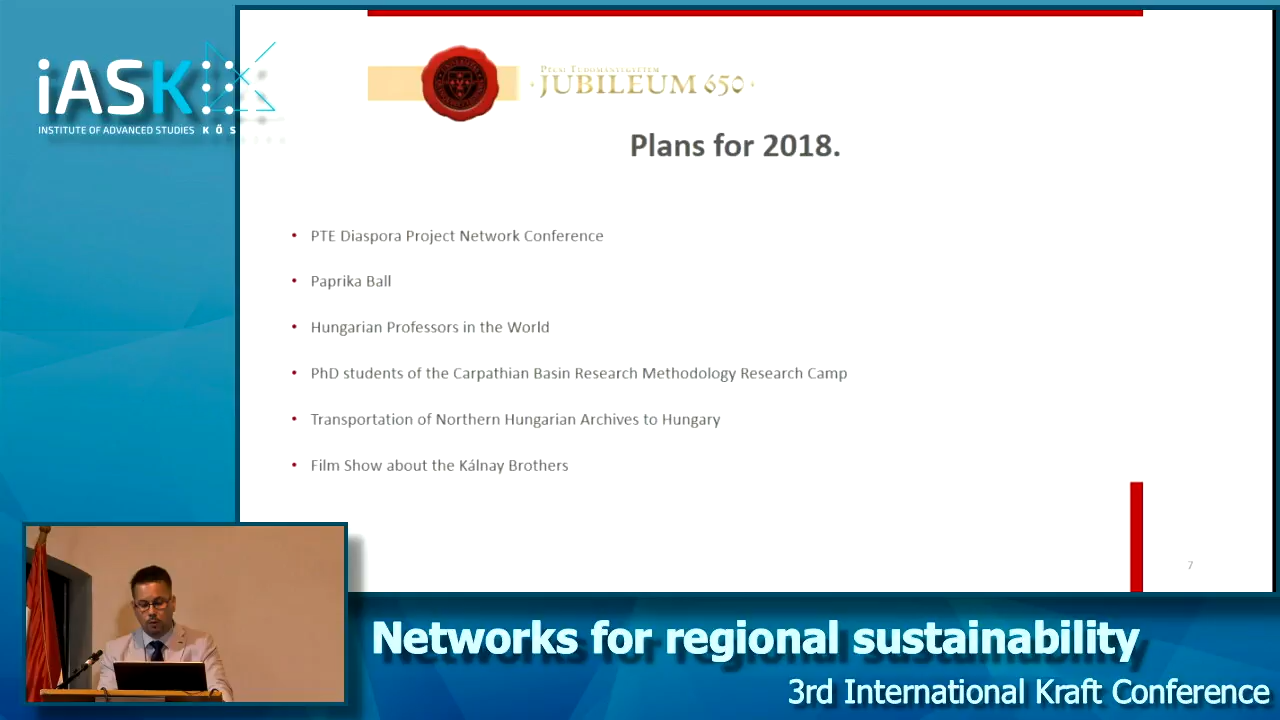 iASK
INSTITUTE OF ADVANCED STUDIES KŐS
JUBILEUM 650
Plans for 2018.
• PTE Diaspora Project Network Conference
• Paprika Ball
• Hungarian Professors in the World
• PhD students of the Carpathian Basin Research Methodology Research Camp
• Transportation of Northern Hungarian Archives to Hungary
• Film Show about the Kálnay Brothers
7
Networks for regional sustainability
3rd International Kraft Conference